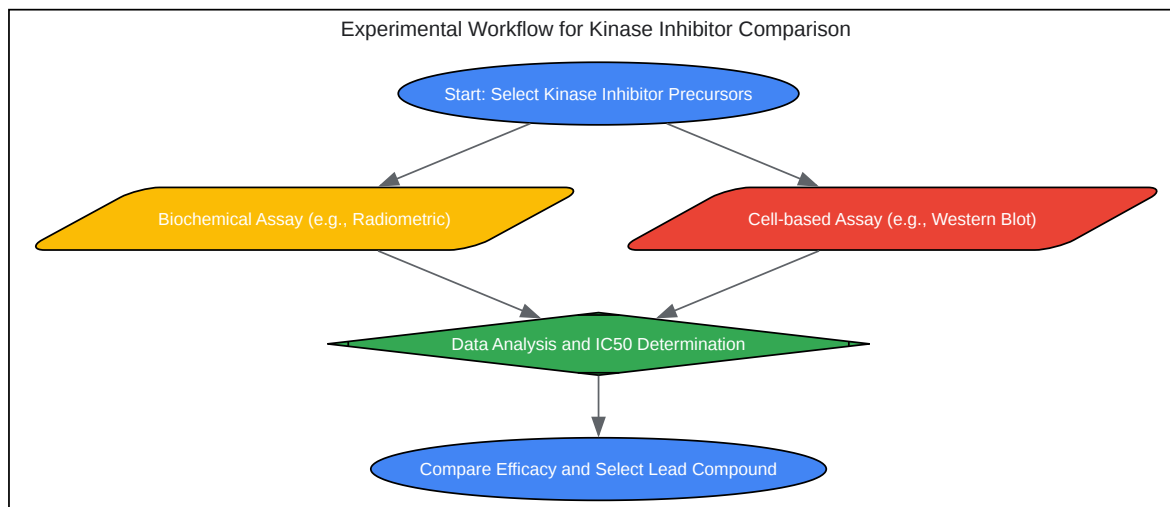 Experimental Workflow for Kinase Inhibitor Comparison
Start: Select Kinase Inhibitor Precursors
Biochemical Assay (e.g., Radiometric)
Cell-based Assay (e.g., Western Blot)
Data Analysis and IC50 Determination
Compare Efficacy and Select Lead Compound